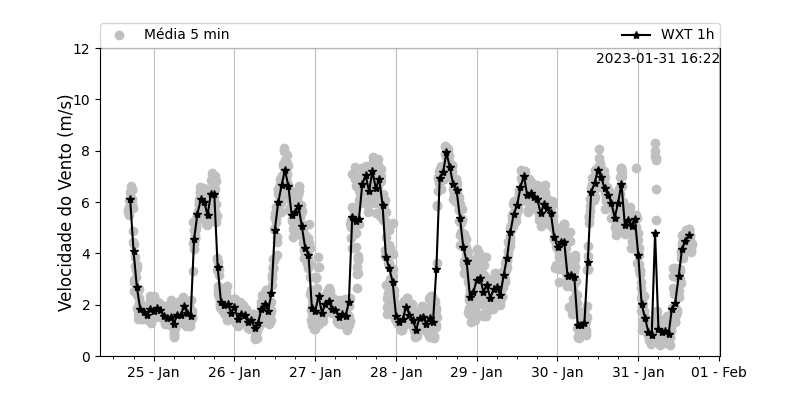 Média 5 min
WXT 1h
2023-01-31 16:22
Velocidade do Vento (m/s)
12
10
8
6
4
2
0
25 - Jan
26 - Jan
27 - Jan
28 - Jan
29 - Jan
30 - Jan
31 - Jan
01 - Feb